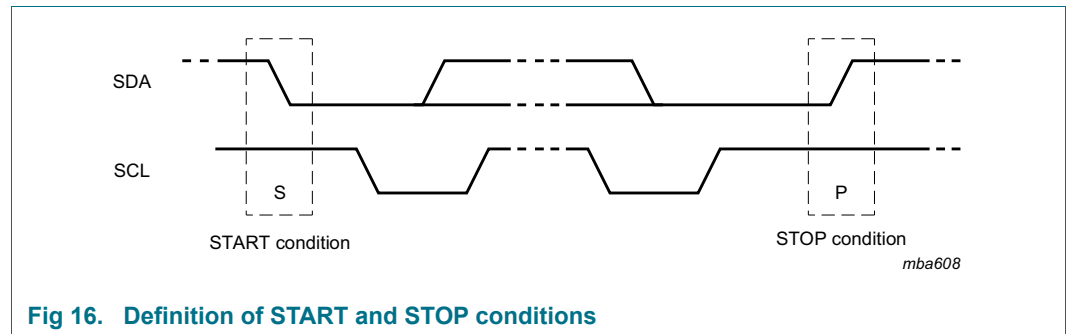 SDA
SCL
S
P
START condition
STOP condition
mba608
Fig 16. Definition of START and STOP conditions